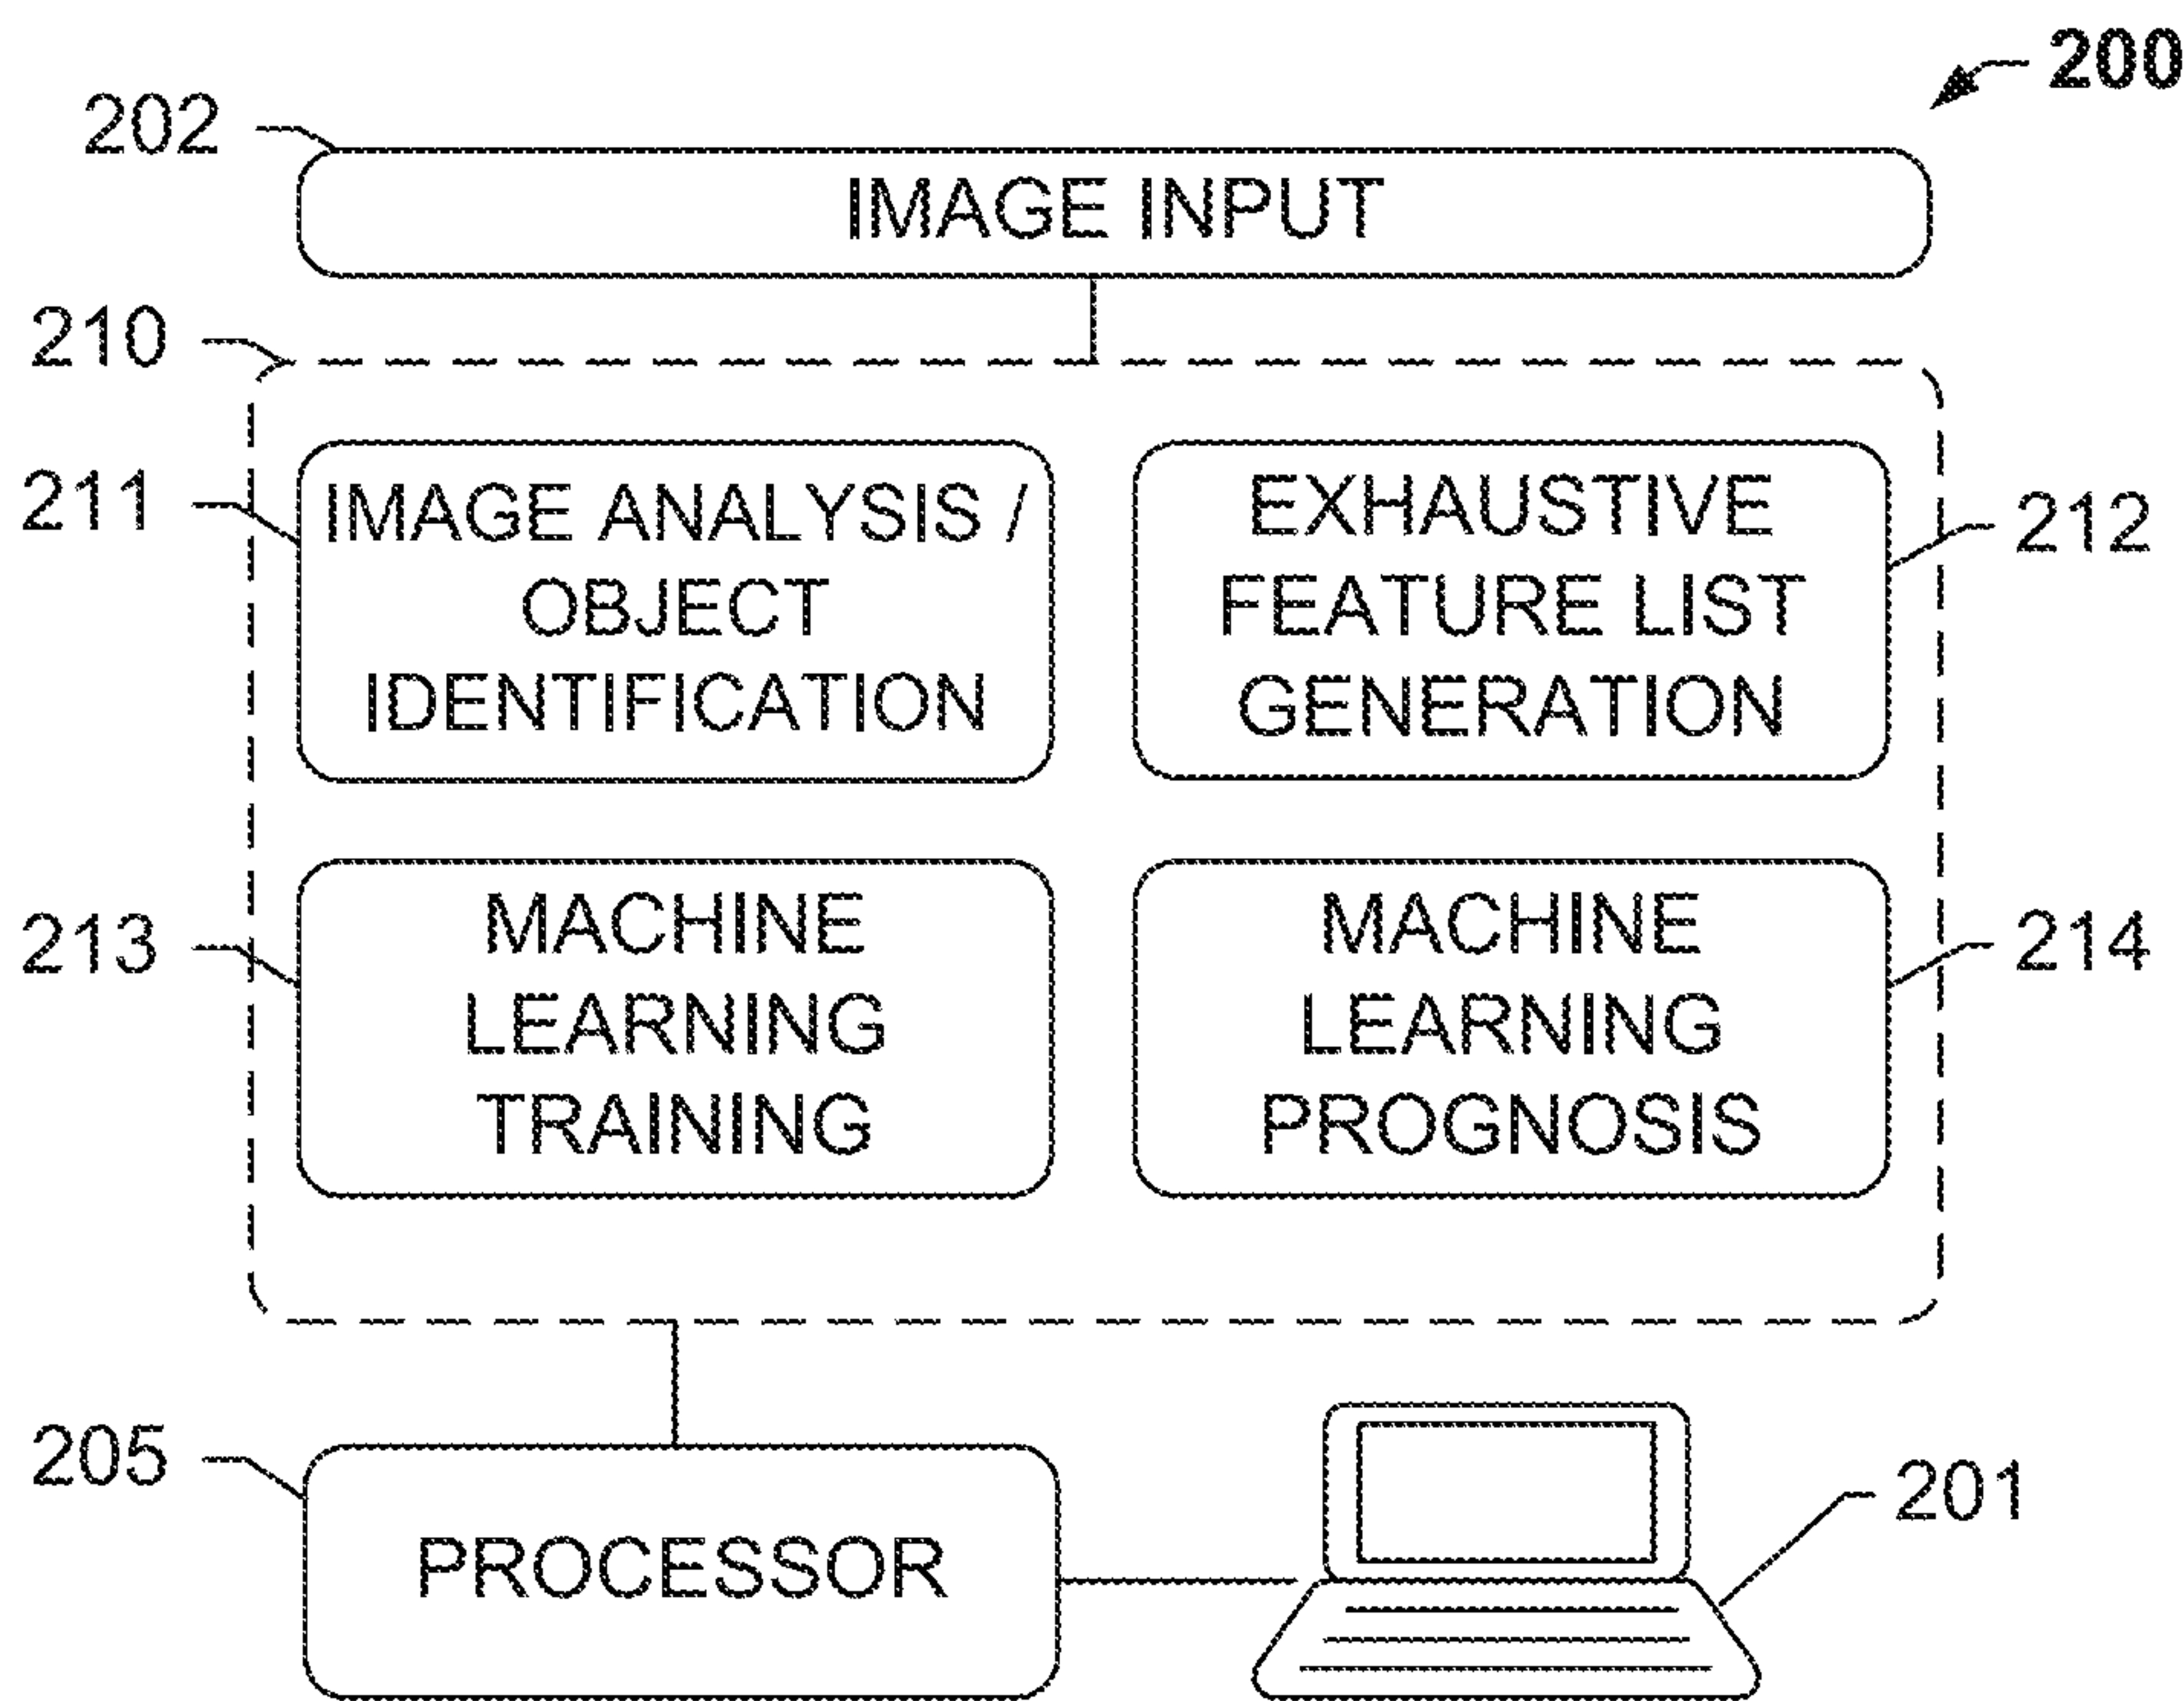 200
202
IMAGE INPUT
210
211
IMAGE ANALYSIS /
OBJECT
IDENTIFICATION
EXHAUSTIVE
FEATURE LIST
GENERATION
212
213
MACHINE
LEARNING
TRAINING
MACHINE
LEARNING
PROGNOSIS
214
205
PROCESSOR
201